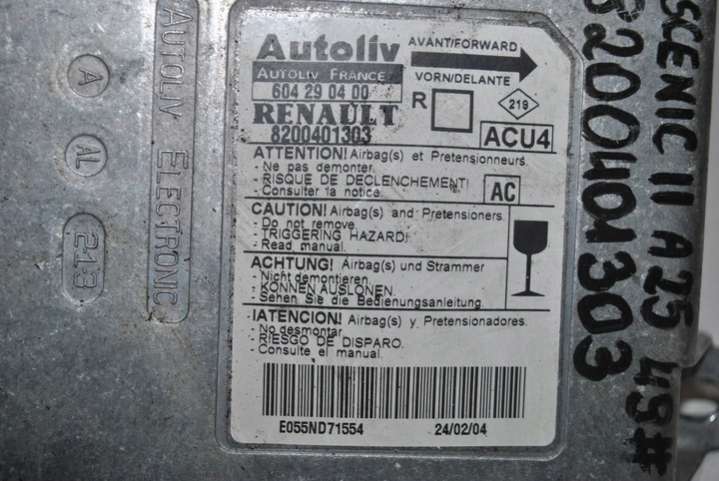 AUTOLIV ELECTRONIC
A
AL
213
Autoliv
AUTOLIV FRANCE
604 29 04 00
RENAULT
8200401303
AVANT/FORWARD
VORN/DELANTE
R
219
ACU4
ATTENTION! Airbag(s) et Pretensionneurs.
- Ne pas demonter.
- RISQUE DE DECLENCHEMENT!
- Consulter la notice.
AC
CAUTION! Airbag(s) and Pretensioners.
- Do not remove.
- TRIGGERING HAZARD!
- Read manual.
ACHTUNG! Airbag(s) und Strammer
- Nicht demontieren.
- KONNEN AUSLONEN.
- Sehen Sie die Bedienungsanleitung.
!ATENCION! Airbag(s) y Pretensionadores.
- No desmontar.
- RIESGO DE DISPARO.
- Consulte el manual.
E055ND71554
24/02/04
SCENIC II A25 49#
8200401303